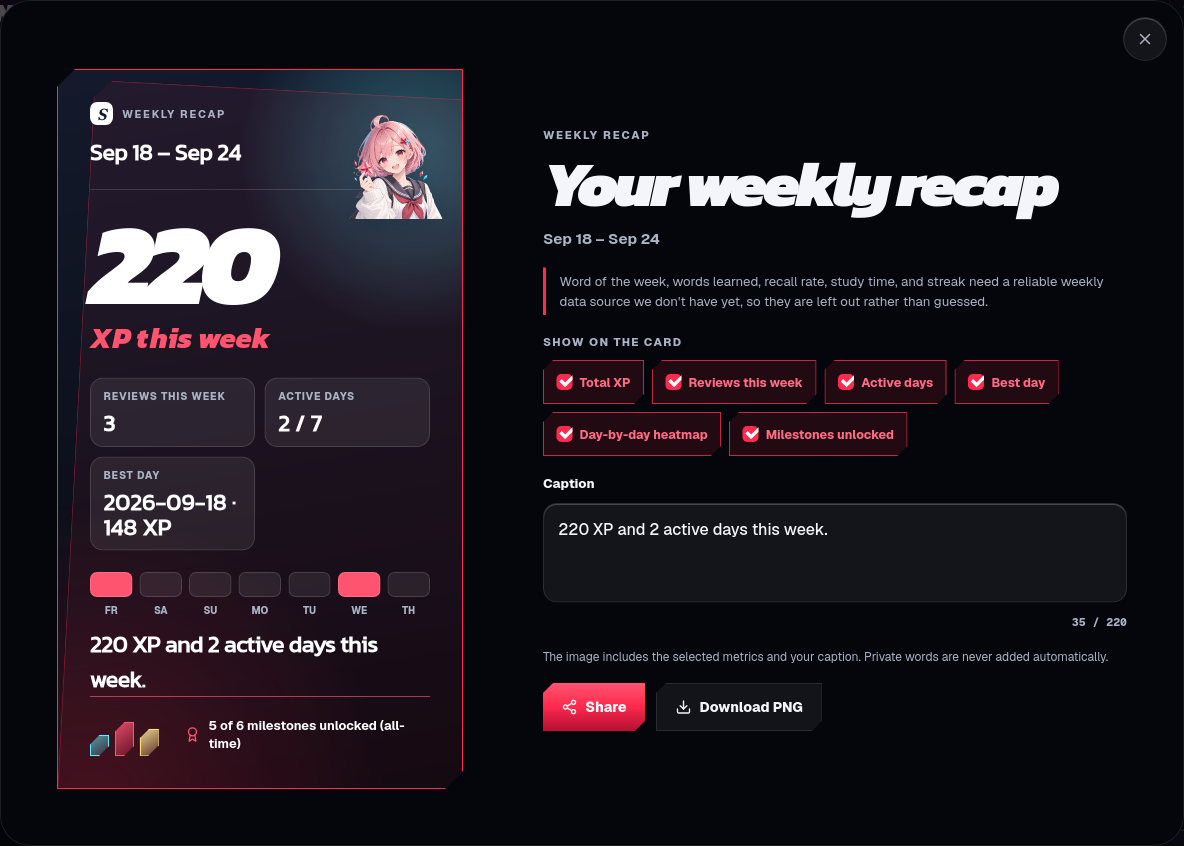 S WEEKLY RECAP
Sep 18 – Sep 24
220
XP this week
REVIEWS THIS WEEK
3
ACTIVE DAYS
2 / 7
BEST DAY
2026-09-18 ·
148 XP
FR SA SU MO TU WE TH
220 XP and 2 active days this
week.
5 of 6 milestones unlocked (all-
time)
WEEKLY RECAP
Your weekly recap
Sep 18 – Sep 24
Word of the week, words learned, recall rate, study time, and streak need a reliable weekly
data source we don't have yet, so they are left out rather than guessed.
SHOW ON THE CARD
Total XP
Reviews this week
Active days
Best day
Day-by-day heatmap
Milestones unlocked
Caption
220 XP and 2 active days this week.
35 / 220
The image includes the selected metrics and your caption. Private words are never added automatically.
Share
Download PNG